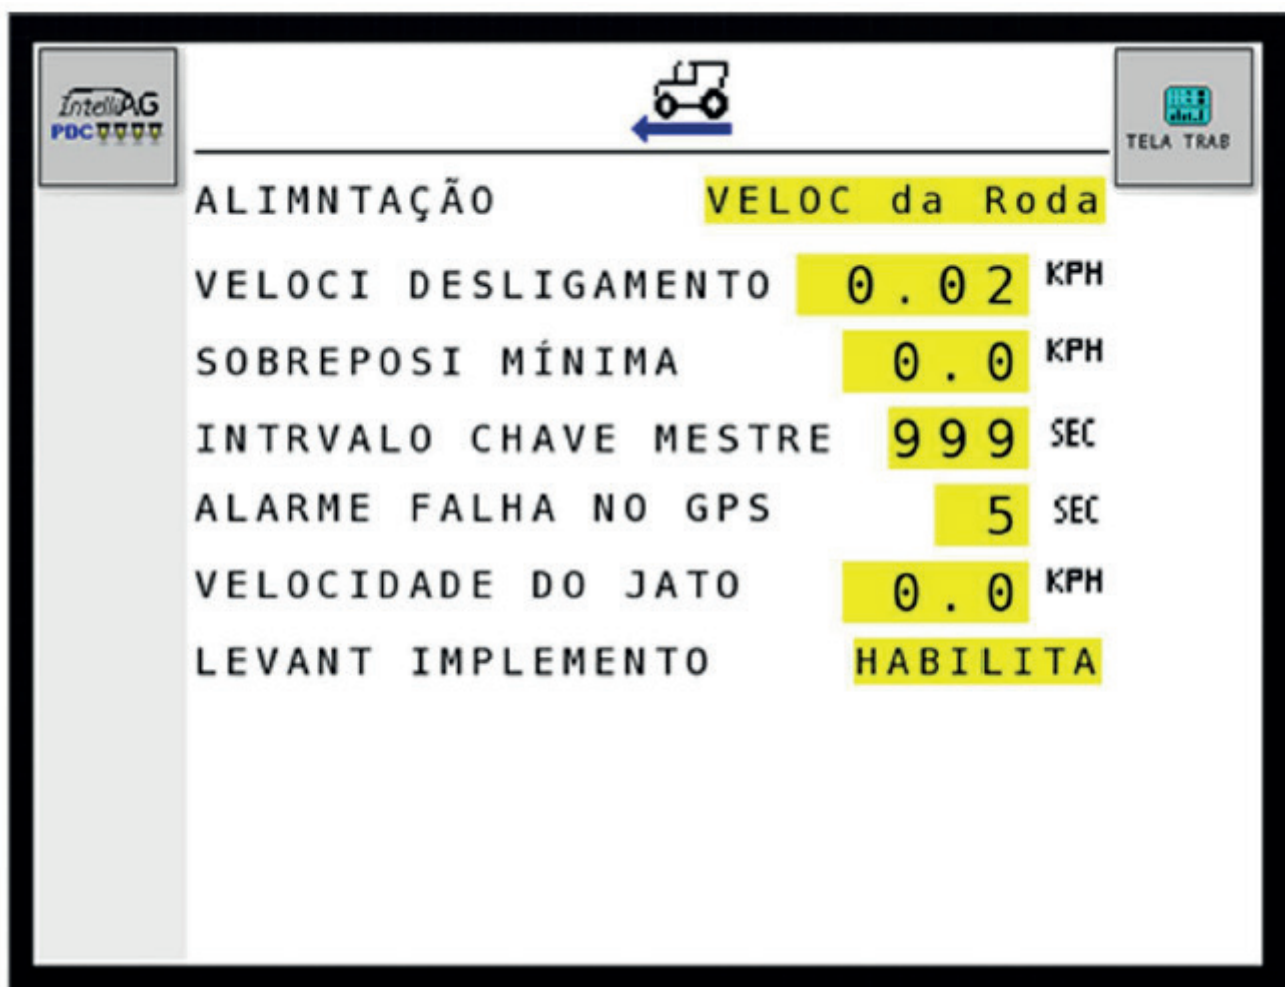 IntelliAG
PDC
TELA TRAB
ALIMNTAÇÃO VELOC da Roda
VELOCI DESLIGAMENTO 0.02 KPH
SOBREPOSI MÍNIMA 0.0 KPH
INTRVALO CHAVE MESTRE 999 SEC
ALARME FALHA NO GPS 5 SEC
VELOCIDADE DO JATO 0.0 KPH
LEVANT IMPLEMENTO HABILITA